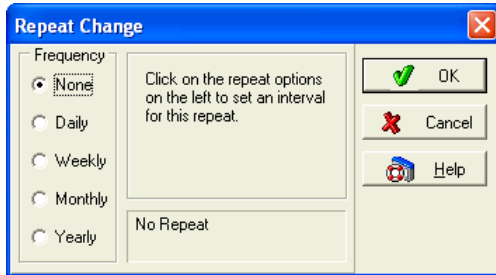 Repeat Change
Frequency
None
Daily
Weekly
Monthly
Yearly
Click on the repeat options
on the left to set an interval
for this repeat.
No Repeat
OK
Cancel
Help